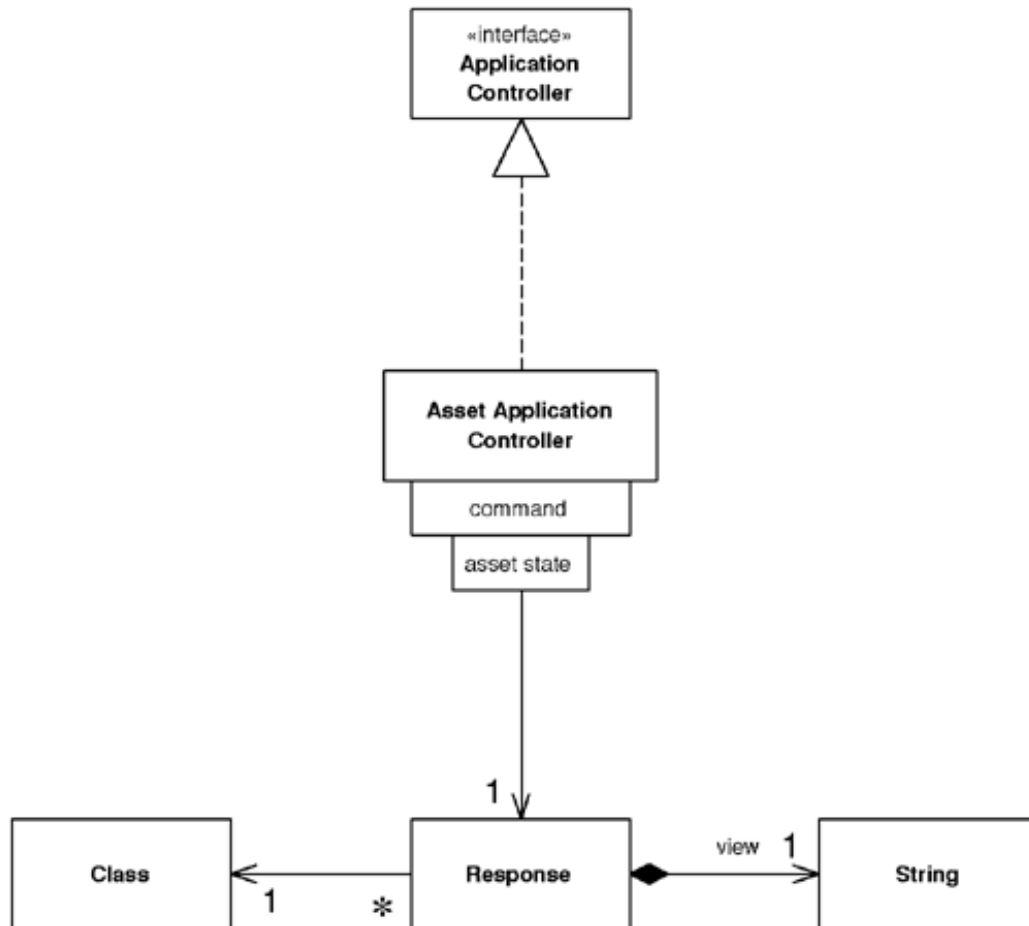 «interface»
Application
Controller
Asset Application
Controller
command
asset state
1
Class
1
*
Response
view
1
String